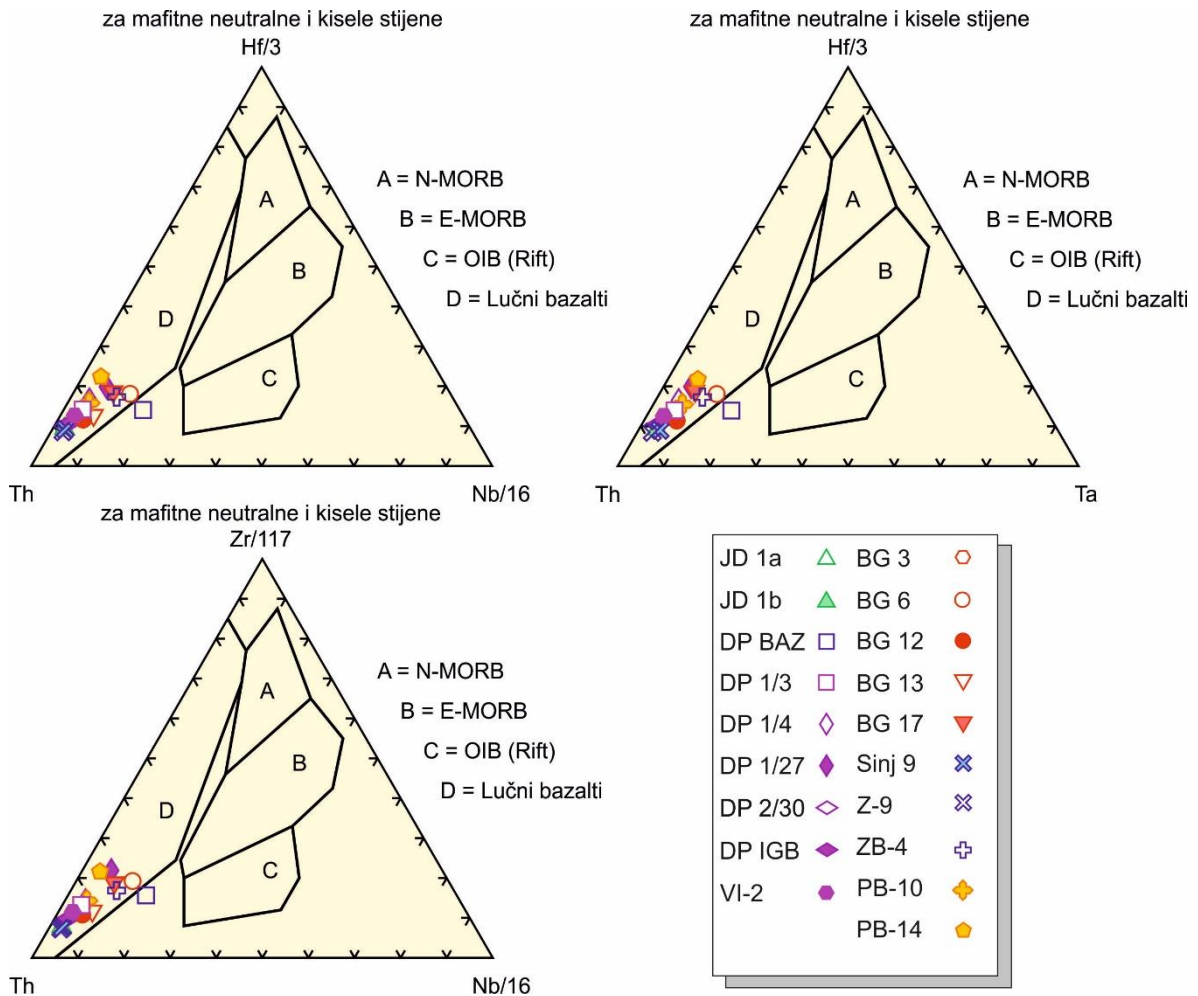 za mafitne neutralne i kisele stijene
Hf/3
A = N-MORB
B = E-MORB
C = OIB (Rift)
D = Lučni bazalti
A
B
C
D
Th
Nb/16
za mafitne neutralne i kisele stijene
Hf/3
A = N-MORB
B = E-MORB
C = OIB (Rift)
D = Lučni bazalti
A
B
C
D
Th
Ta
za mafitne neutralne i kisele stijene
Zr/117
A = N-MORB
B = E-MORB
C = OIB (Rift)
D = Lučni bazalti
A
B
C
D
Th
Nb/16
JD 1a
JD 1b
DP BAZ
DP 1/3
DP 1/4
DP 1/27
DP 2/30
DP IGB
VI-2
BG 3
BG 6
BG 12
BG 13
BG 17
Sinj 9
Z-9
ZB-4
PB-10
PB-14